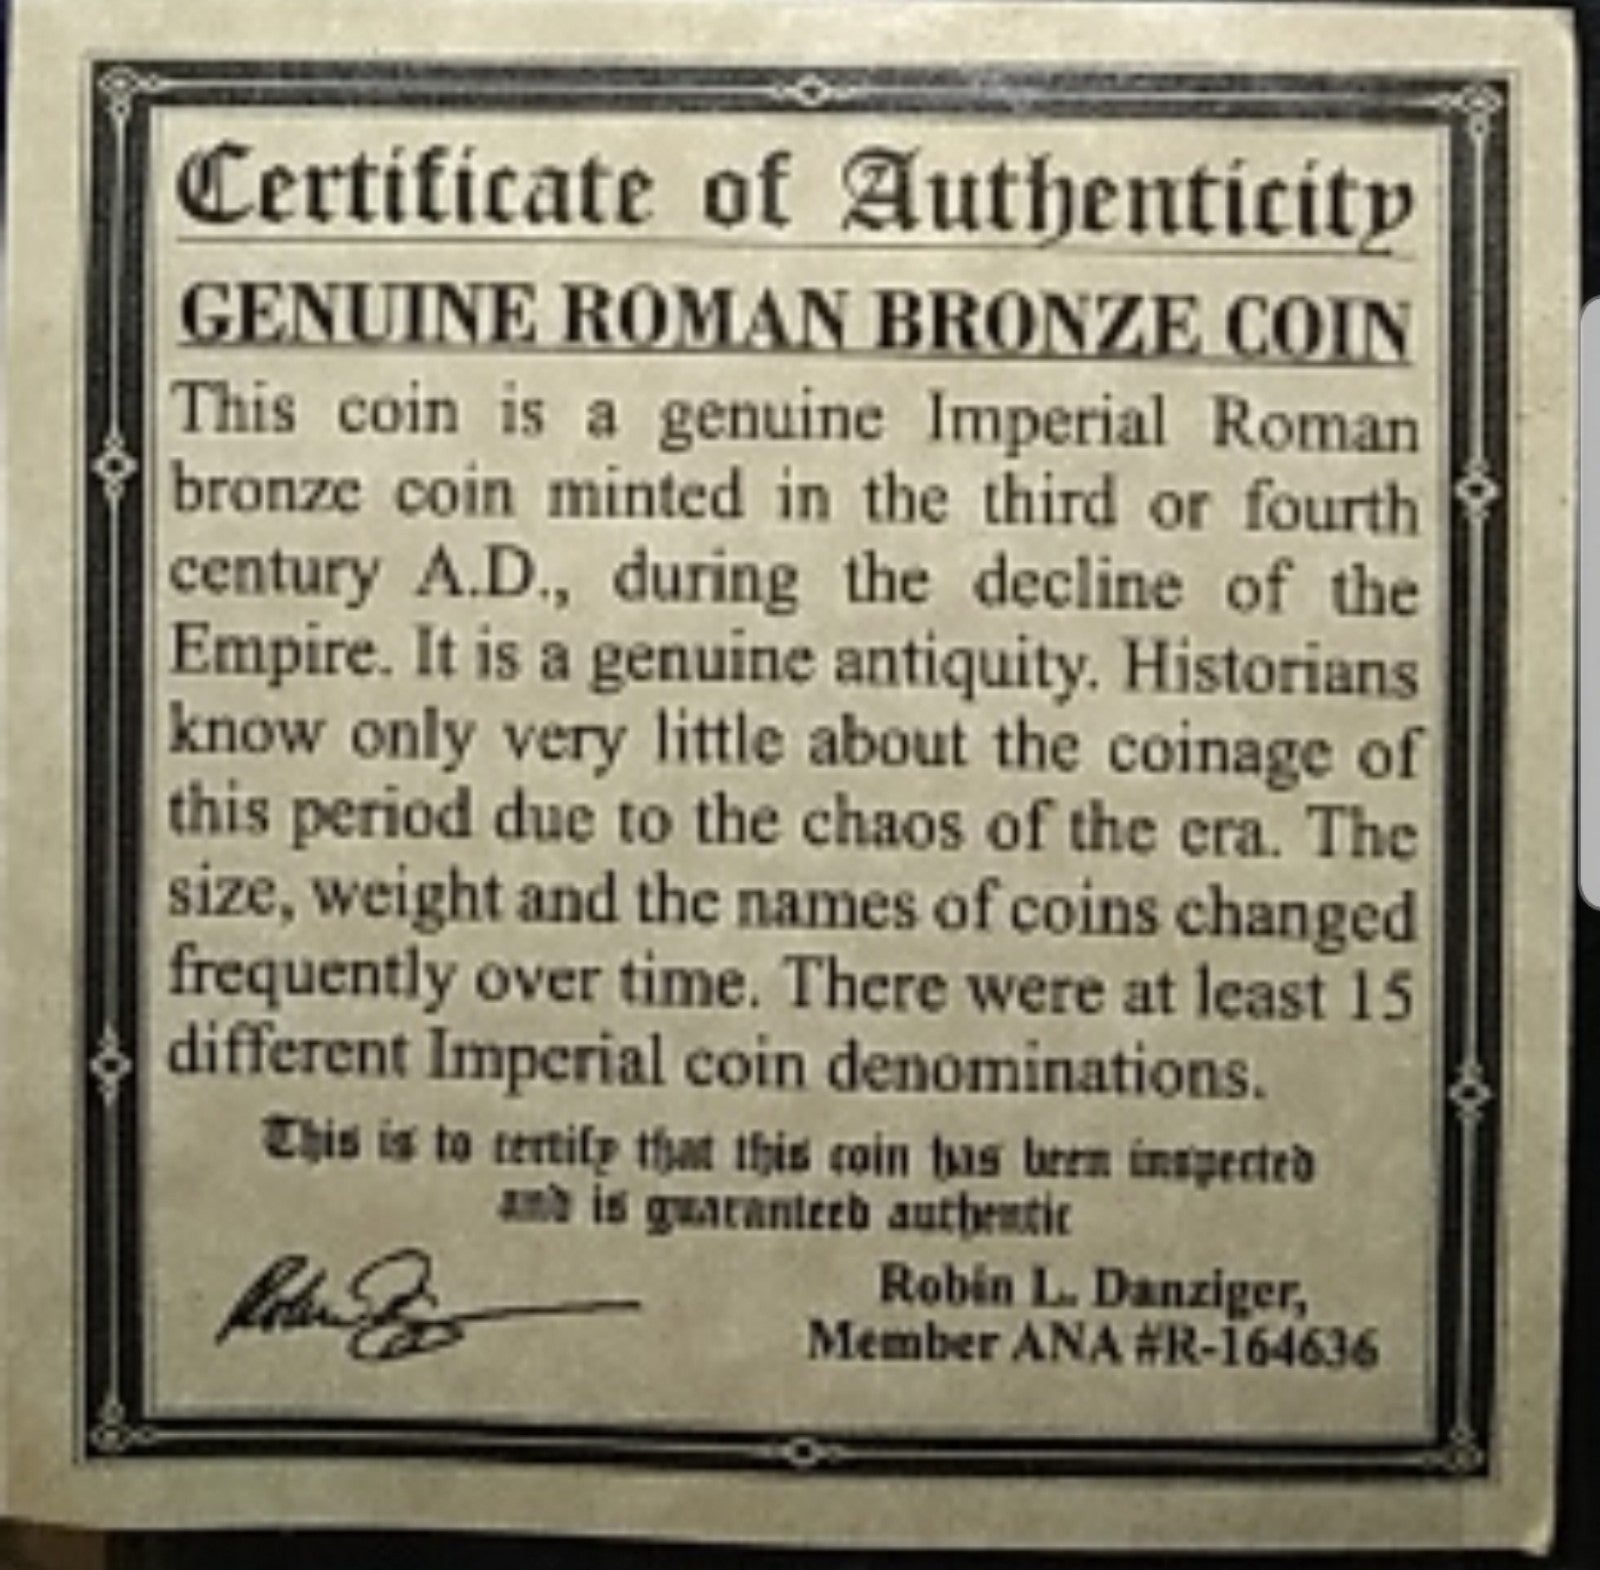 Certificate of Authenticity
GENUINE ROMAN BRONZE COIN
This coin is a genuine Imperial Roman
bronze coin minted in the third or fourth
century A.D., during the decline of the
Empire. It is a genuine antiquity. Historians
know only very little about the coinage of
this period due to the chaos of the era. The
size, weight and the names of coins changed
frequently over time. There were at least 15
different Imperial coin denominations.
This is to certify that this coin has been inspected
and is guaranteed authentic
Robin L. Danziger,
Member ANA #R-164636